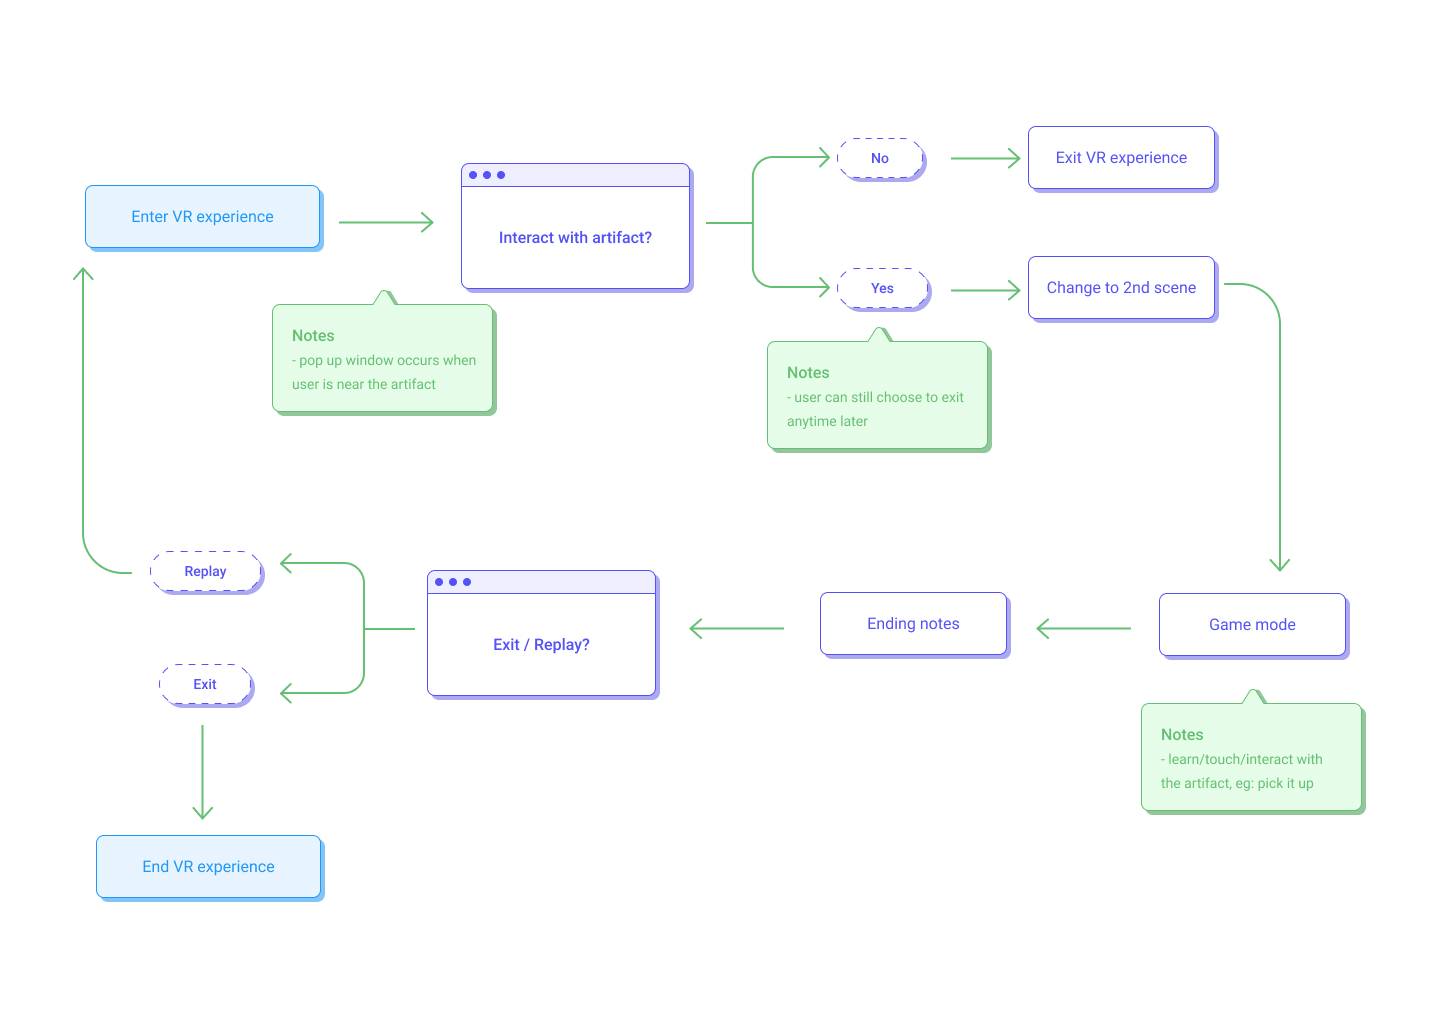 Enter VR experience
Interact with artifact?
No
Exit VR experience
Yes
Change to 2nd scene
Notes
- pop up window occurs when
user is near the artifact
Notes
- user can still choose to exit
anytime later
Replay
Exit
Exit / Replay?
Ending notes
Game mode
Notes
- learn/touch/interact with
the artifact, eg: pick it up
End VR experience